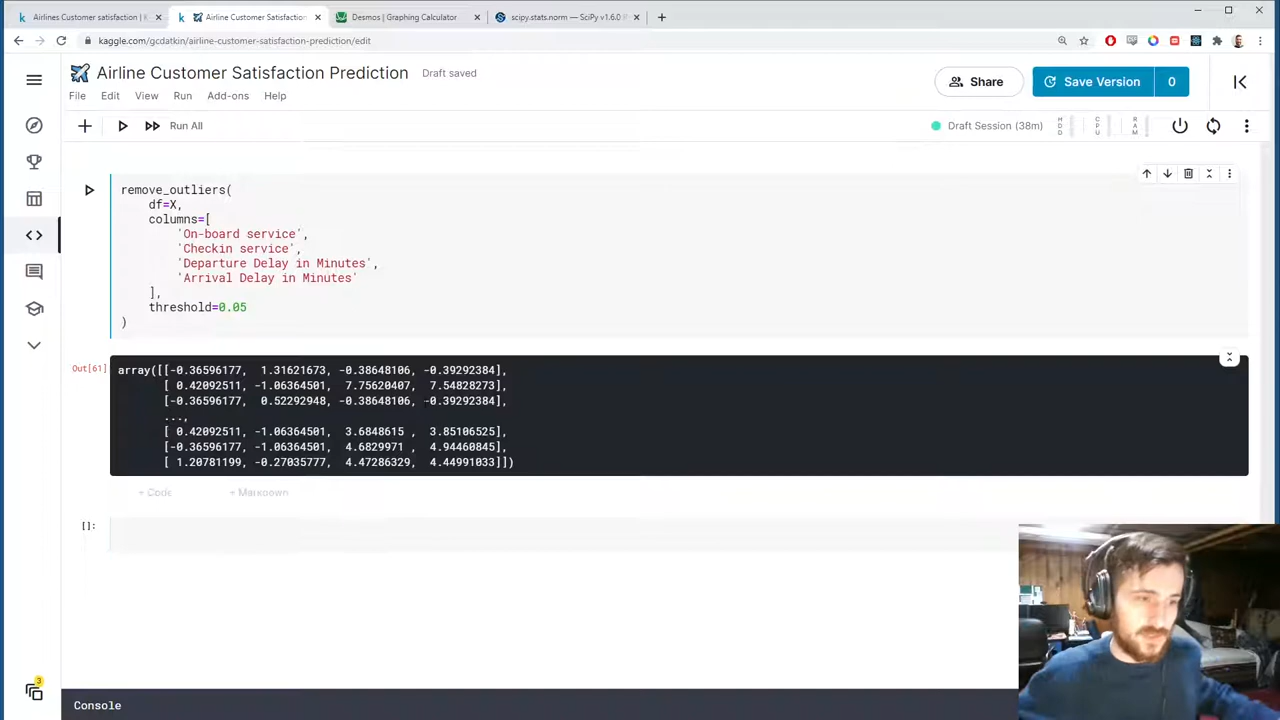 Airlines Customer satisfaction | K
Airline Customer Satisfaction
Desmos | Graphing Calculator
scipy.stats.norm — SciPy v1.6.0
kaggle.com/gcdatkin/airline-customer-satisfaction-prediction/edit
Airline Customer Satisfaction Prediction
Draft saved
Share
Save Version
0
File
Edit
View
Run
Add-ons
Help
Run All
Draft Session (38m)
HDD
CPU
RAM
remove_outliers(
df=X,
columns=[
'On-board service',
'Checkin service',
'Departure Delay in Minutes',
'Arrival Delay in Minutes'
],
threshold=0.05
)
Out[61]
array([[-0.36596177, 1.31621673, -0.38648106, -0.39292384],
[ 0.42092511, -1.06364501, 7.75620407, 7.54828273],
[-0.36596177, 0.52292948, -0.38648106, -0.39292384],
...,
[ 0.42092511, -1.06364501, 3.6848615 , 3.85106525],
[-0.36596177, -1.06364501, 4.6829971 , 4.94460845],
[ 1.20781199, -0.27035777, 4.47286329, 4.44991033]])
+ Code
+ Markdown
[]:
3
Console